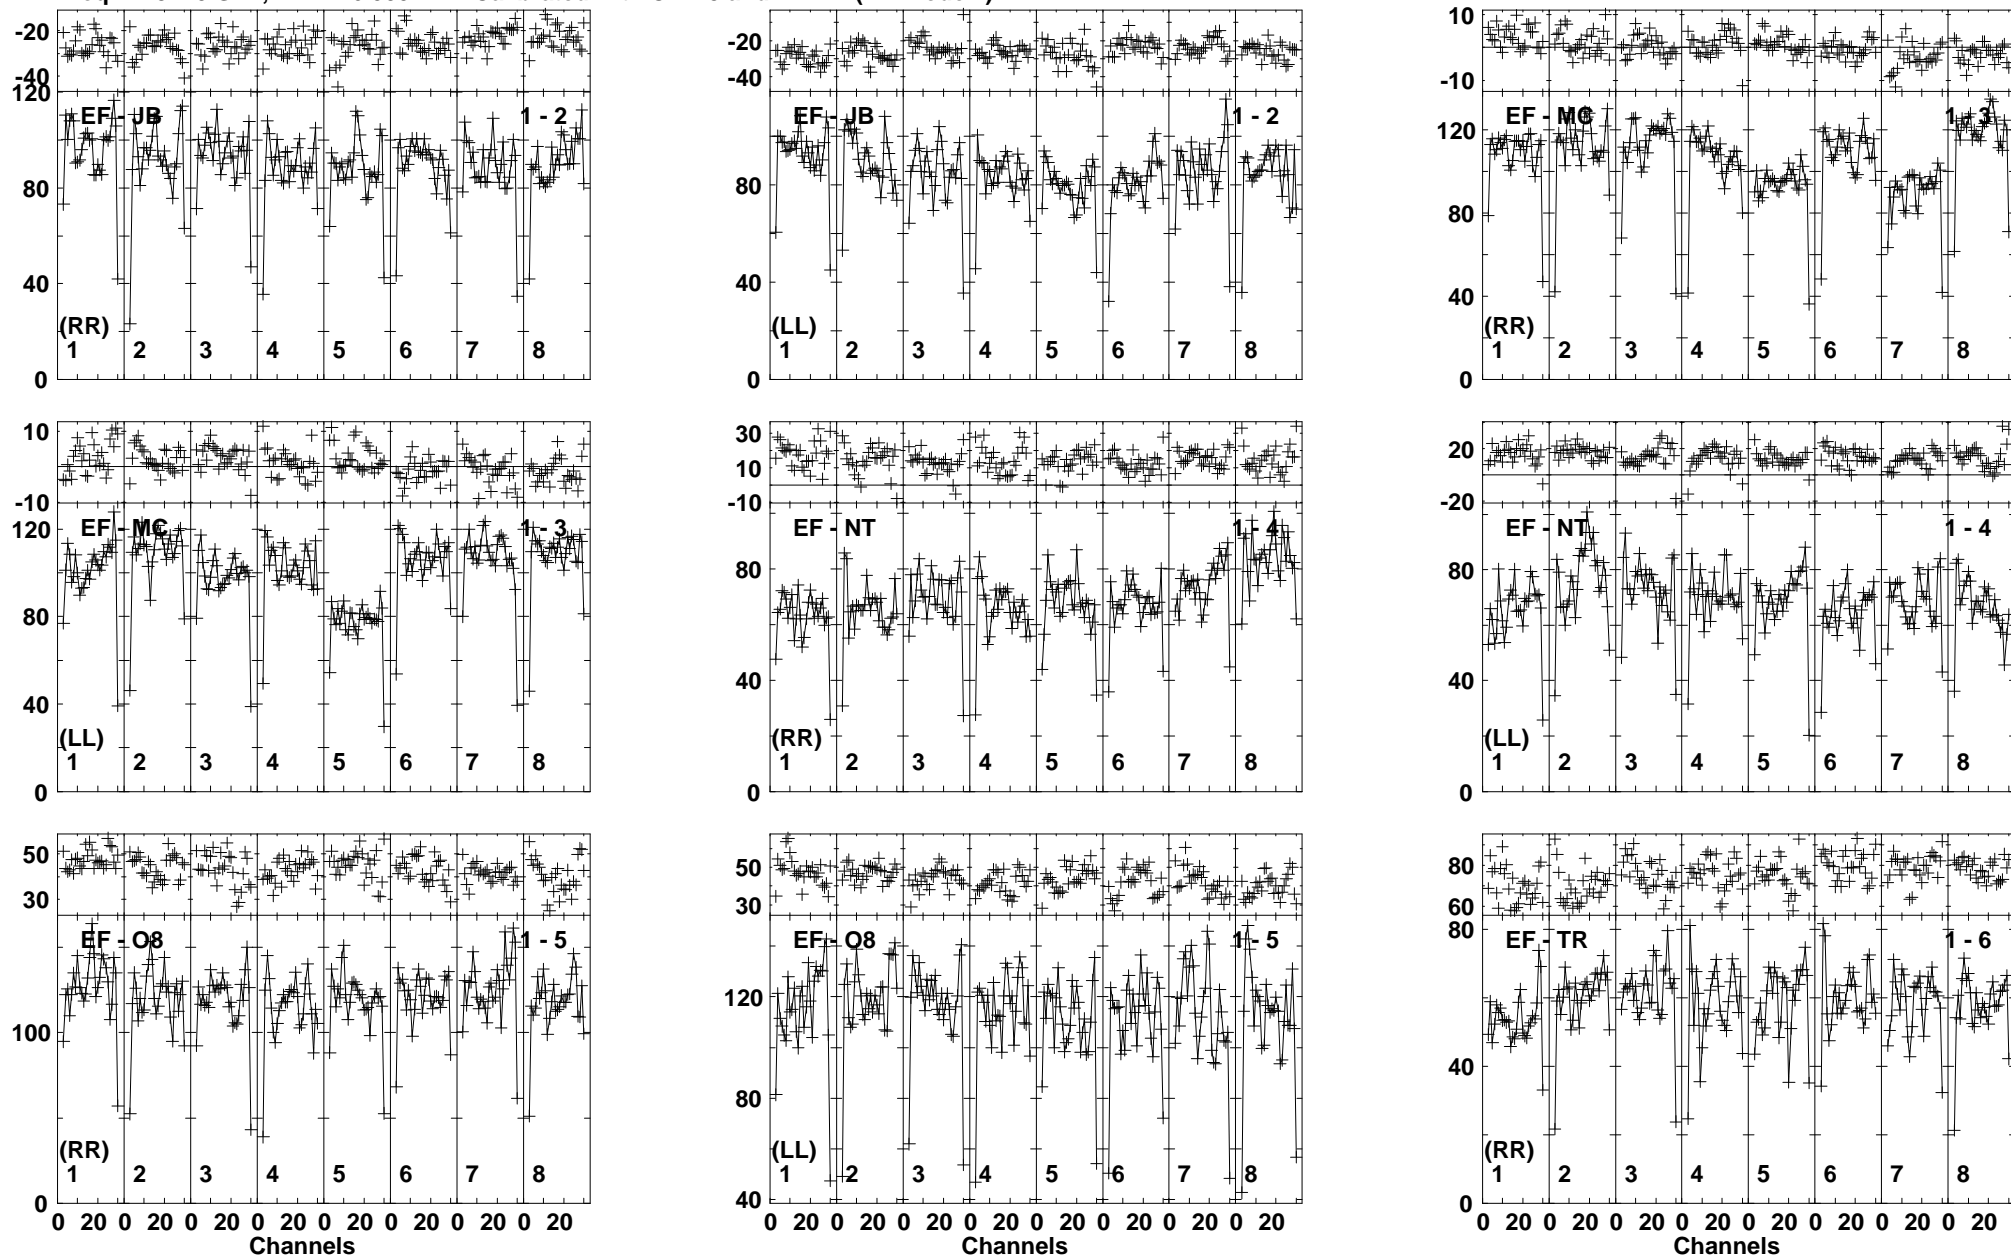 -20 -40 120 80 40 0
EF - JB 1 - 2
(RR)
1 2 3 4 5 6 7 8
-20 -40 80 40 0
EF - JB 1 - 2
(LL)
1 2 3 4 5 6 7 8
10 -10 120 80 40 0
EF - MC 1 - 3
(RR)
1 2 3 4 5 6 7 8
10 -10 120 80 40 0
EF - MC 1 - 3
(LL)
1 2 3 4 5 6 7 8
30 10 -10 80 40 0
EF - NT 1 - 4
(RR)
1 2 3 4 5 6 7 8
20 -20 80 40 0
EF - NT 1 - 4
(LL)
1 2 3 4 5 6 7 8
50 30 100 0
EF - O8 1 - 5
(RR)
1 2 3 4 5 6 7 8
0 20 0 20 0 20 0 20 0 20 0 20 0 20 0 20
Channels
50 30 120 80 40
EF - O8 1 - 5
(LL)
1 2 3 4 5 6 7 8
0 20 0 20 0 20 0 20 0 20 0 20 0 20 0 20
Channels
80 60 80 40 0
EF - TR 1 - 6
(RR)
1 2 3 4 5 6 7 8
0 20 0 20 0 20 0 20 0 20 0 20 0 20 0 20
Channels